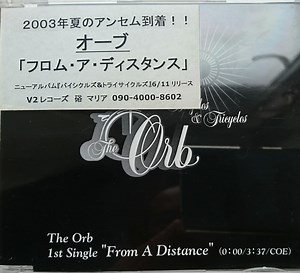 2003年夏のアンセム到着！！
オーブ
「フロム・ア・ディスタンス」
ニューアルバム『バイシクルズ&トライサイクルズ』6/11リリース
V2レコーズ 宣 マリア 090-4000-8602
& Tricycles
The Orb
The Orb
1st Single "From A Distance" (0:00/3:37/COE)